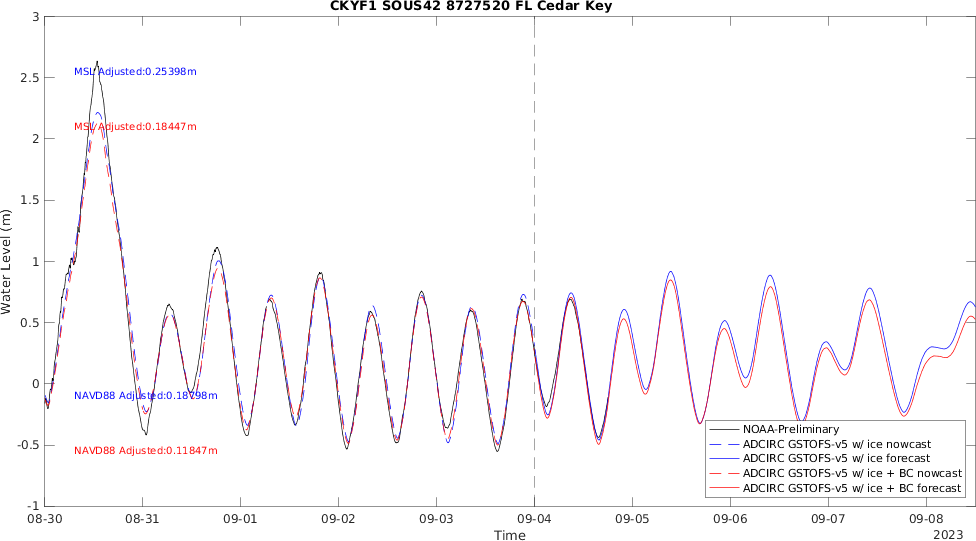 CKYF1 SOUS42 8727520 FL Cedar Key
3
2.5
2
1.5
1
0.5
0
-0.5
-1
Water Level (m)
MSL Adjusted:0.25398m
MSL Adjusted:0.18447m
NAVD88 Adjusted:0.18798m
NAVD88 Adjusted:0.11847m
NOAA-Preliminary
ADCIRC GSTOFS-v5 w/ ice nowcast
ADCIRC GSTOFS-v5 w/ ice forecast
ADCIRC GSTOFS-v5 w/ ice + BC nowcast
ADCIRC GSTOFS-v5 w/ ice + BC forecast
08-30 08-31 09-01 09-02 09-03 09-04 09-05 09-06 09-07 09-08
Time
2023